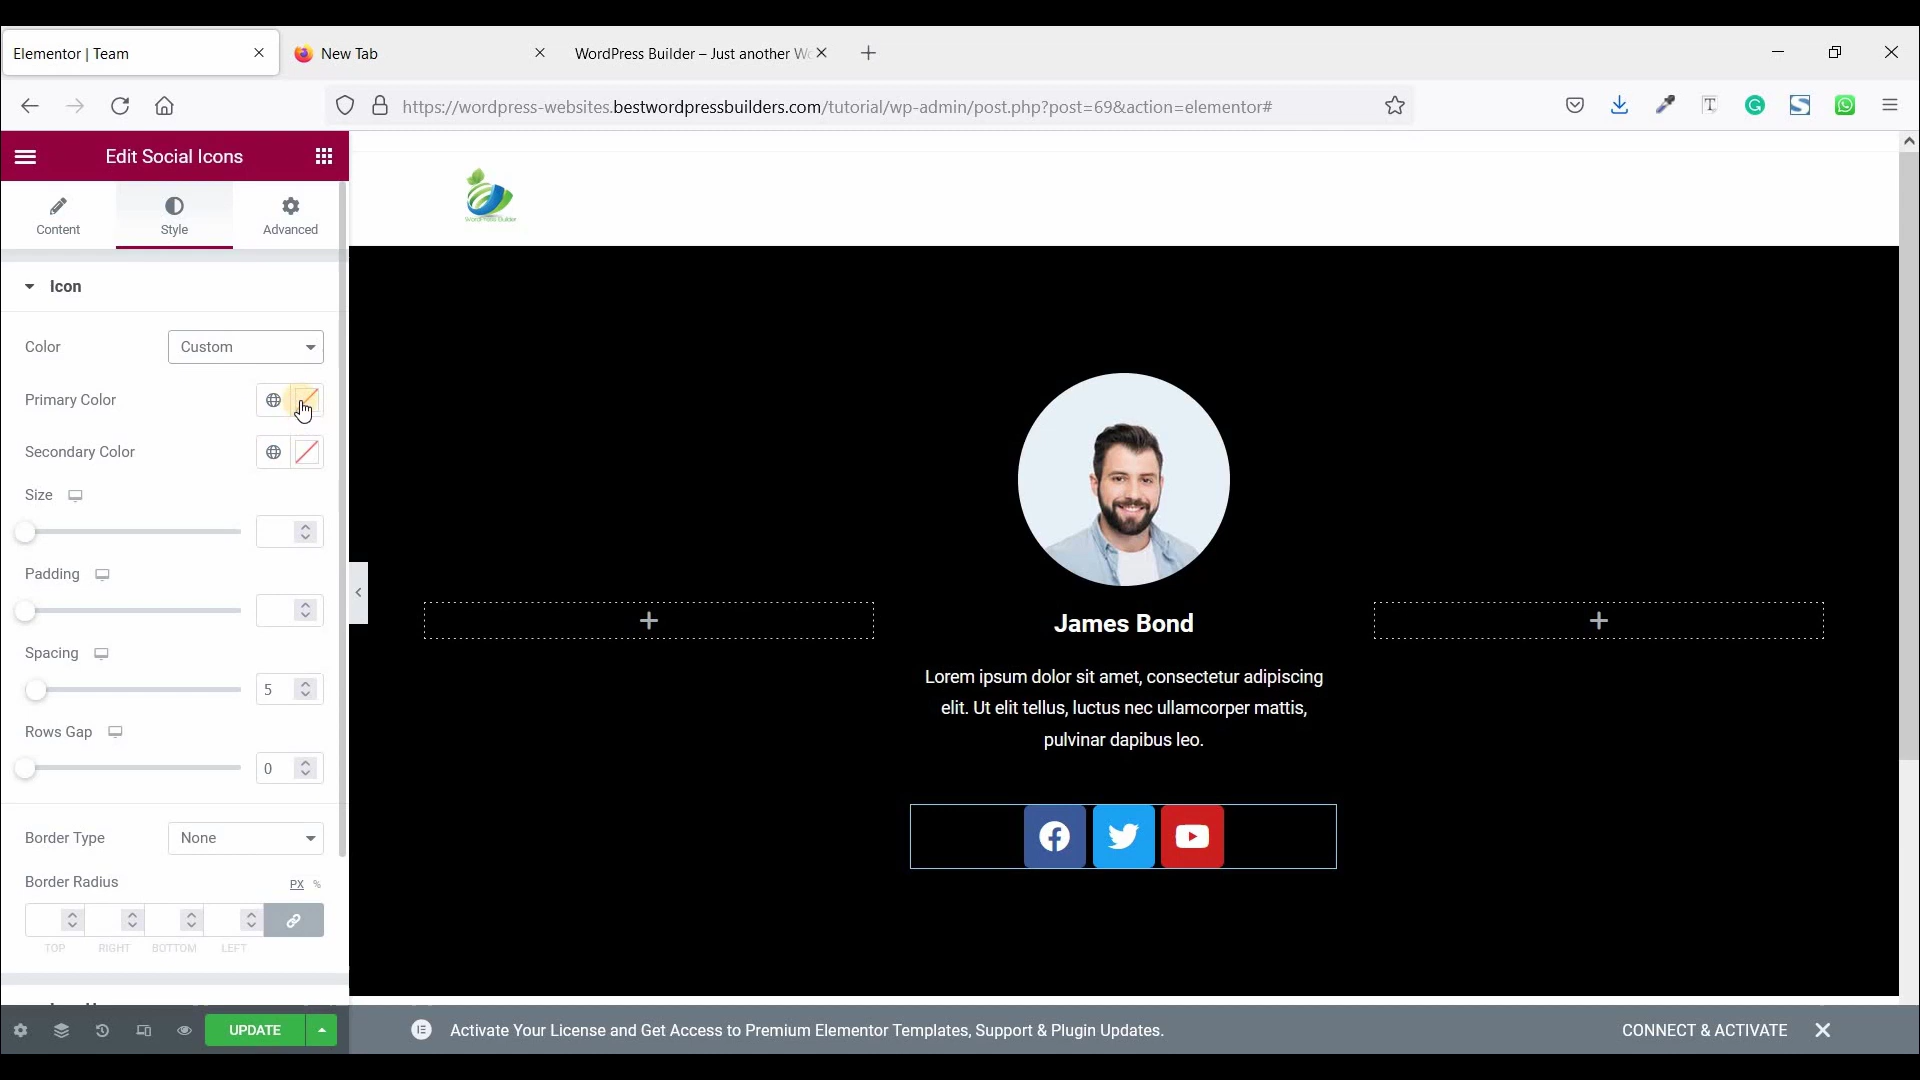 Elementor | Team
New Tab
WordPress Builder – Just another Wo
https://wordpress-websites.bestwordpressbuilders.com/tutorial/wp-admin/post.php?post=69&action=elementor#
Edit Social Icons
Content
Style
Advanced
Icon
Color
Custom
Primary Color
Secondary Color
Size
Padding
Spacing
5
Rows Gap
0
Border Type
None
Border Radius
PX %
TOP RIGHT BOTTOM LEFT
UPDATE
WordPress Builder
James Bond
Lorem ipsum dolor sit amet, consectetur adipiscing
elit. Ut elit tellus, luctus nec ullamcorper mattis,
pulvinar dapibus leo.
Activate Your License and Get Access to Premium Elementor Templates, Support & Plugin Updates.
CONNECT & ACTIVATE